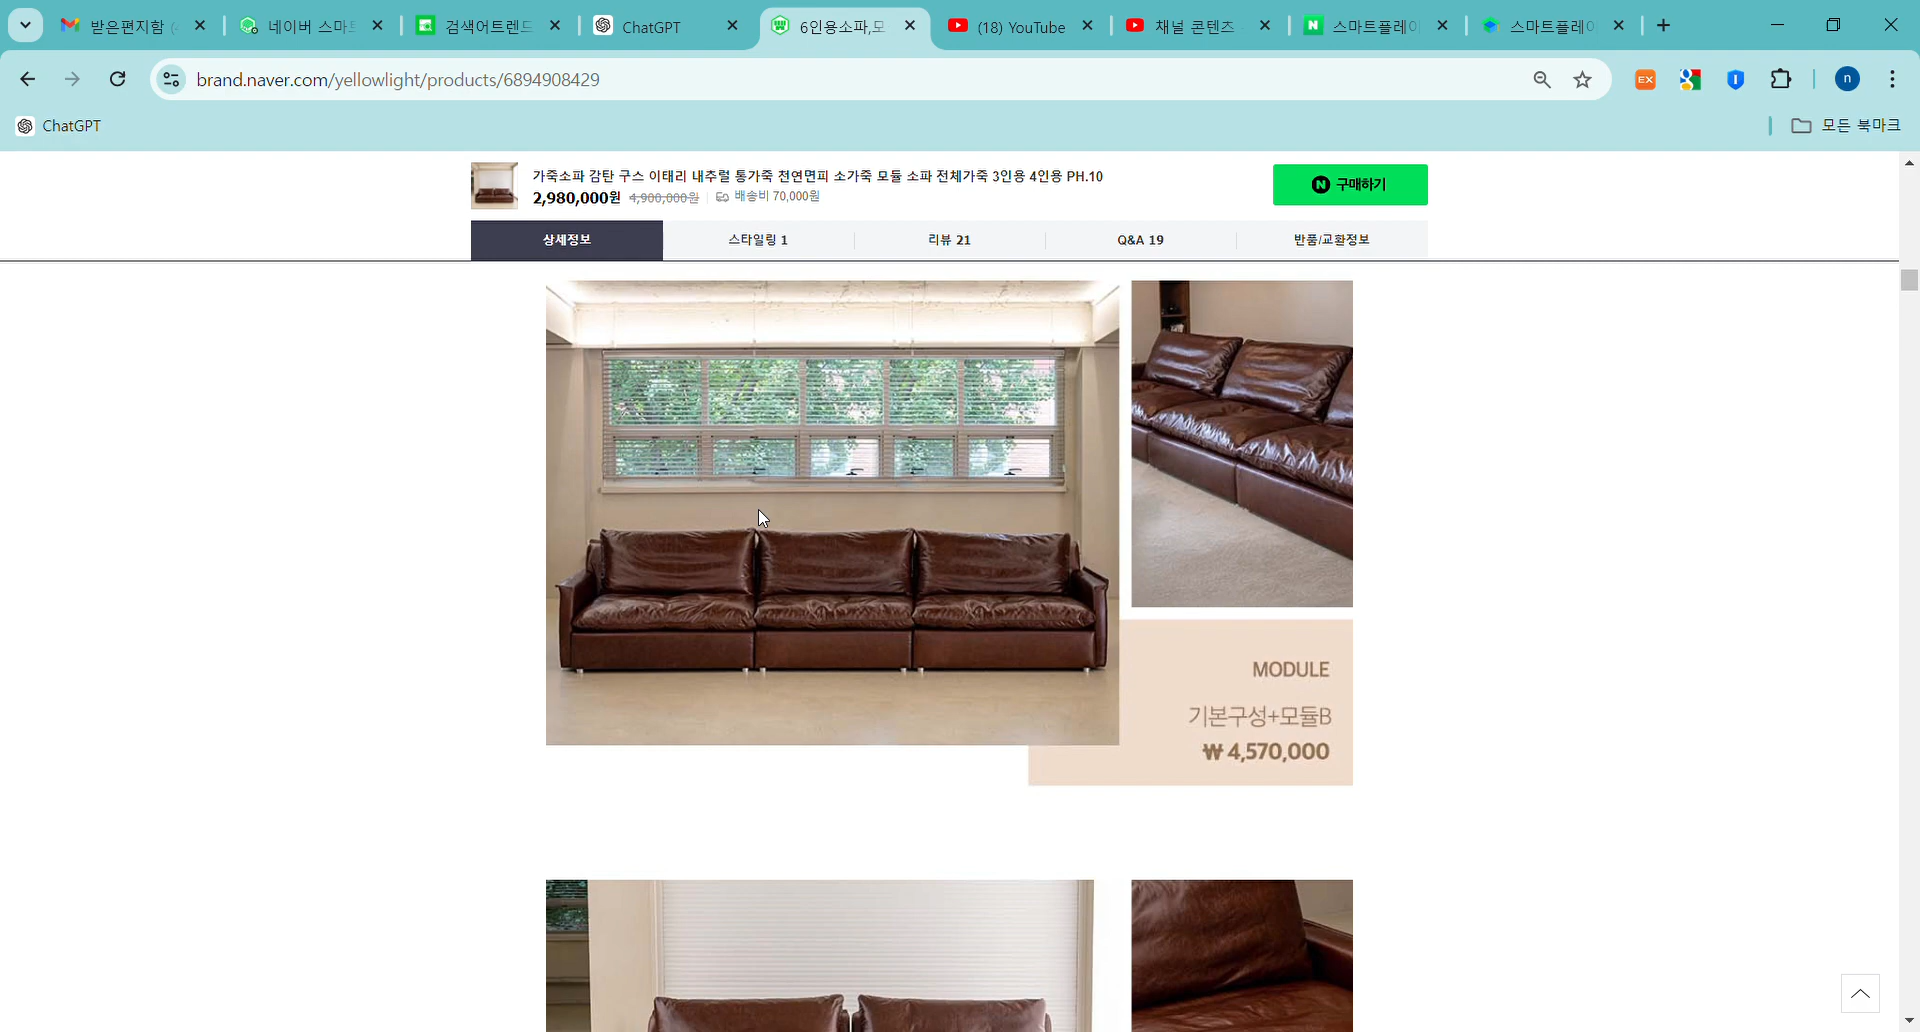 받은편지함
네이버 스마트
검색어트렌드
ChatGPT
6인용소파,모
(18) YouTube
채널 콘텐츠
스마트플레이
스마트플레이
brand.naver.com/yellowlight/products/6894908429
EX
n
ChatGPT
모든 북마크
가죽소파 감탄 구스 이태리 내추럴 통가죽 천연면피 소가죽 모듈 소파 전체가죽 3인용 4인용 PH.10
2,980,000원 4,900,000원 배송비 70,000원
N 구매하기
상세정보 스타일링 1 리뷰 21 Q&A 19 반품/교환정보
MODULE
기본구성+모듈B
₩ 4,570,000